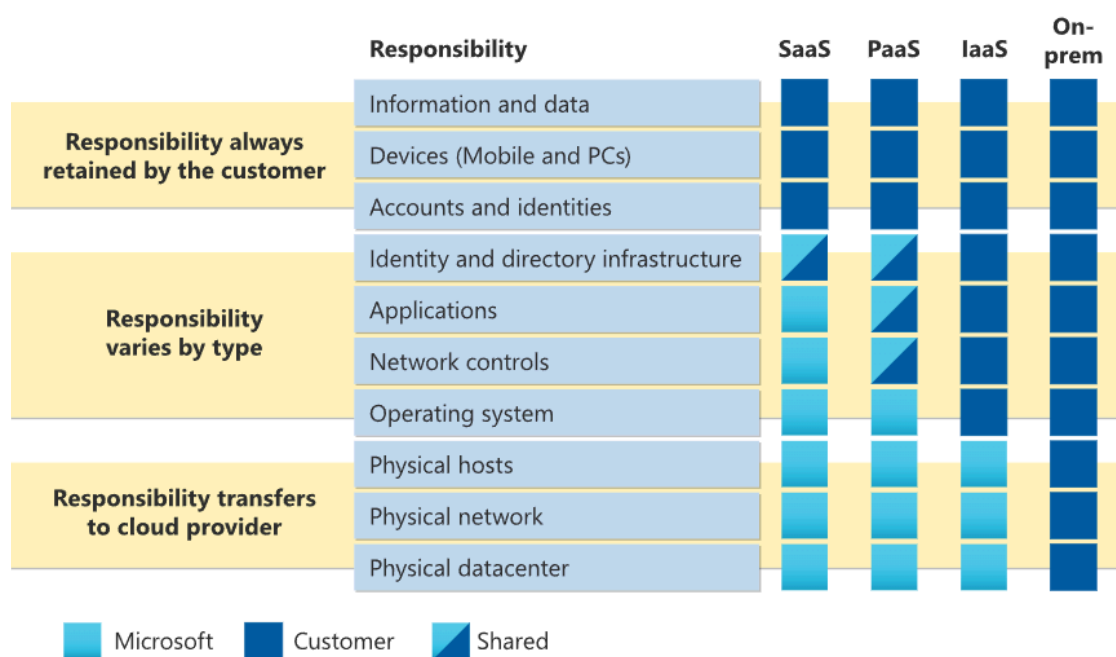 Responsibility SaaS PaaS IaaS On-
prem
Responsibility always
retained by the customer
Information and data
Devices (Mobile and PCs)
Accounts and identities
Responsibility
varies by type
Identity and directory infrastructure
Applications
Network controls
Operating system
Responsibility transfers
to cloud provider
Physical hosts
Physical network
Physical datacenter
Microsoft Customer Shared